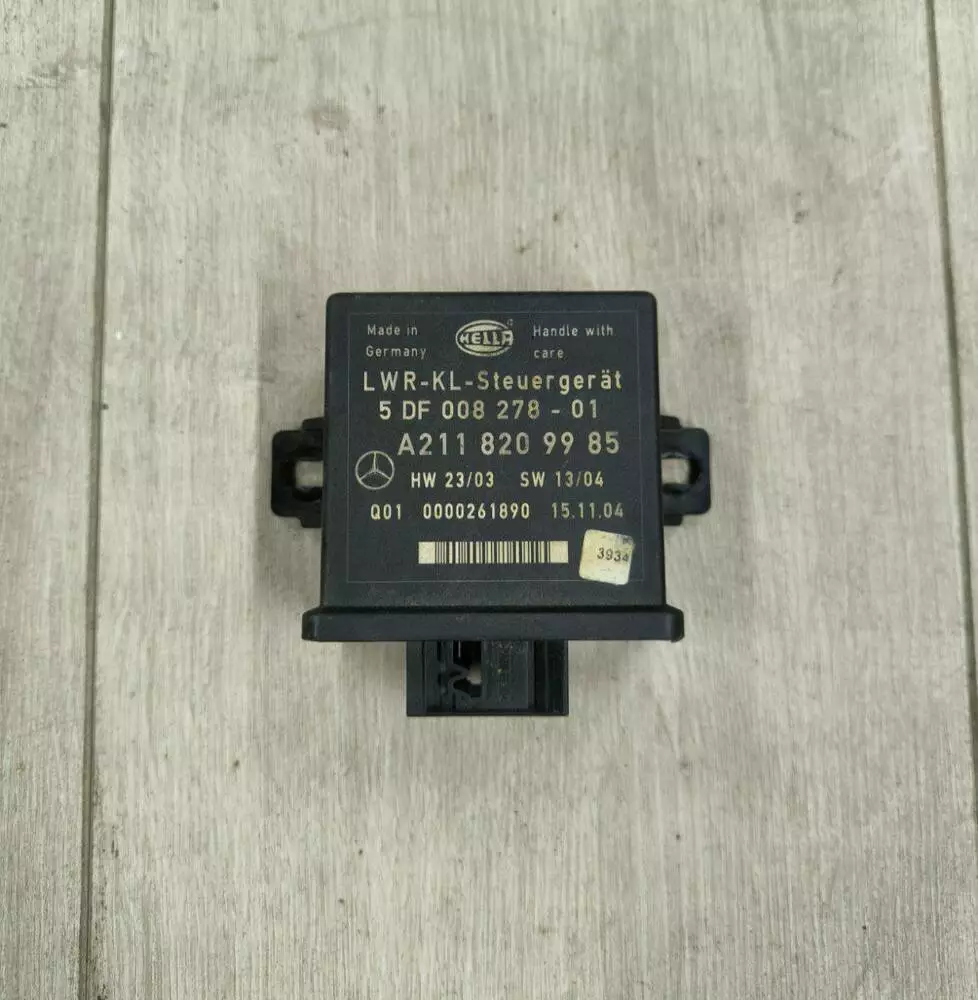 Made in Germany
HELLA
Handle with care
LWR-KL-Steuergerät
5 DF 008 278 - 01
A211 820 99 85
HW 23/03 SW 13/04
Q01 0000261890 15.11.04
3934